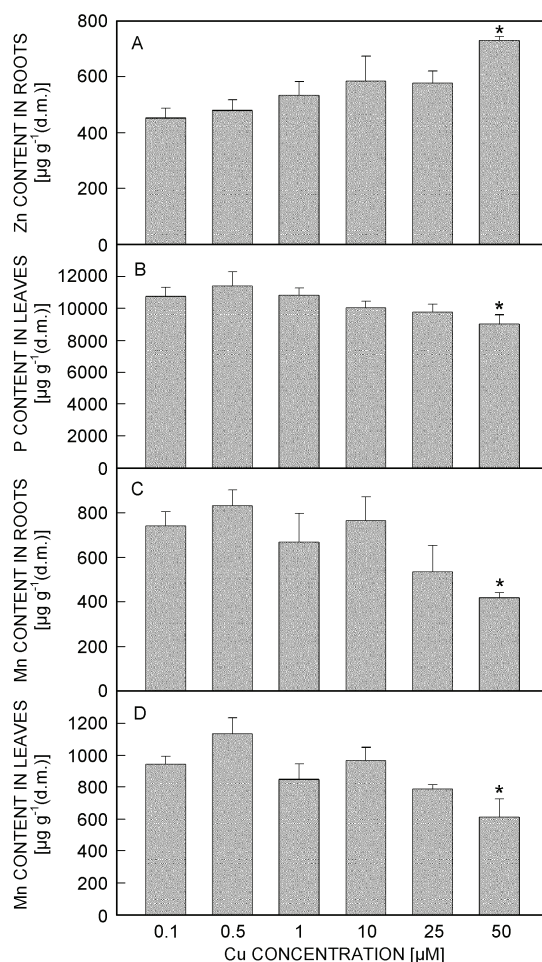 Zn CONTENT IN ROOTS
[µg g⁻¹(d.m.)]
A
800
600
400
200
0
*
P CONTENT IN LEAVES
[µg g⁻¹(d.m.)]
B
12000
10000
8000
6000
4000
2000
0
*
Mn CONTENT IN ROOTS
[µg g⁻¹(d.m.)]
C
800
600
400
200
0
*
Mn CONTENT IN LEAVES
[µg g⁻¹(d.m.)]
D
1200
1000
800
600
400
200
0
*
0.1 0.5 1 10 25 50
Cu CONCENTRATION [µM]